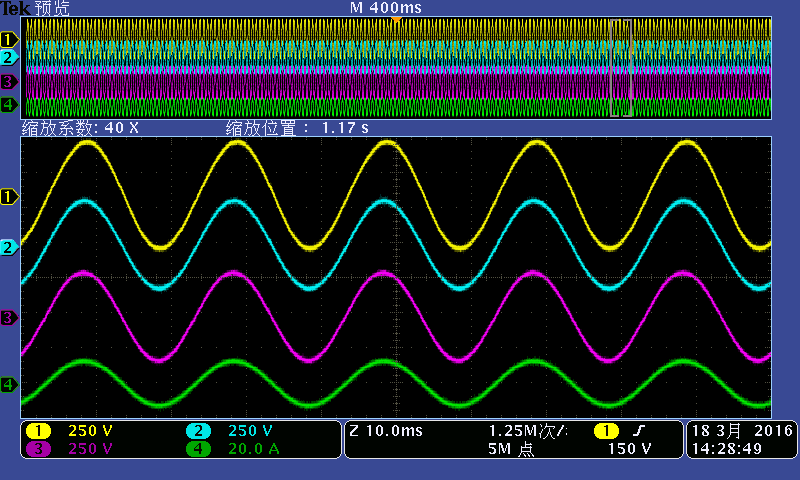 Tek 预览 M 400ms
1
2
3
4
缩放系数: 40 X 缩放位置: 1.17 s
1
2
3
4
1 250 V 2 250 V
3 250 V 4 20.0 A
Z 10.0ms 1.25M次/: 1
5M 点 150 V
18 3月 2016
14:28:49